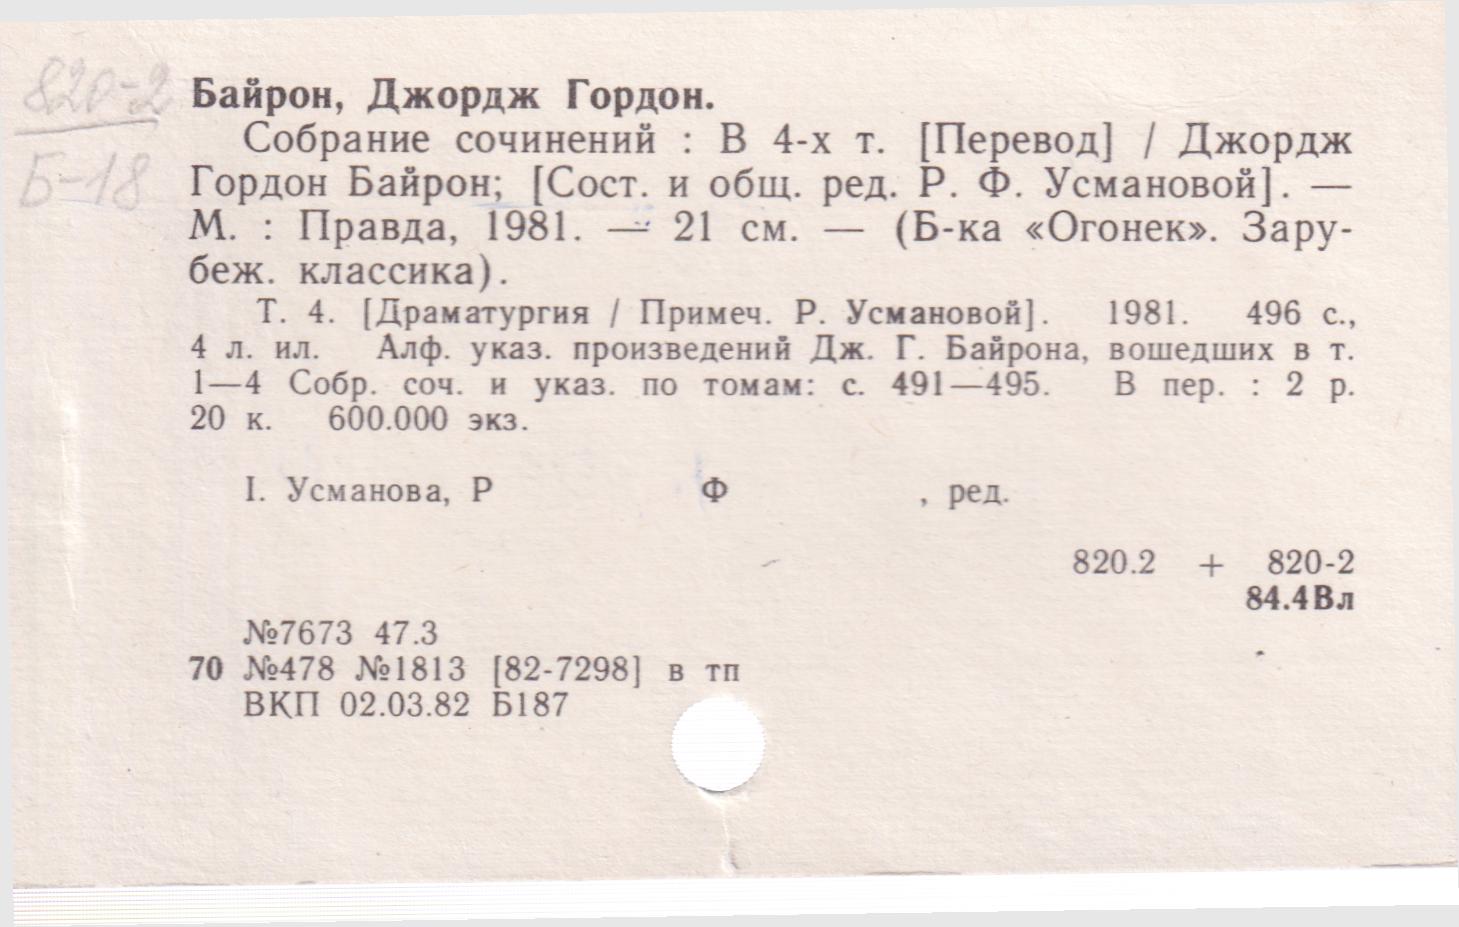 820-2
Б-18
Байрон, Джордж Гордон.
Собрание сочинений : В 4-х т. [Перевод] / Джордж
Гордон Байрон; [Сост. и общ. ред. Р. Ф. Усмановой]. —
М. : Правда, 1981. — 21 см. — (Б-ка «Огонек». Зару-
беж. классика).
Т. 4. [Драматургия / Примеч. Р. Усмановой]. 1981. 496 с.,
4 л. ил. Алф. указ. произведений Дж. Г. Байрона, вошедших в т.
1—4 Собр. соч. и указ. по томам: с. 491—495. В пер. : 2 р.
20 к. 600.000 экз.
I. Усманова, Р Ф , ред.
820.2 + 820-2
84.4Вл
№7673 47.3
70 №478 №1813 [82-7298] в тп
ВКП 02.03.82 Б187